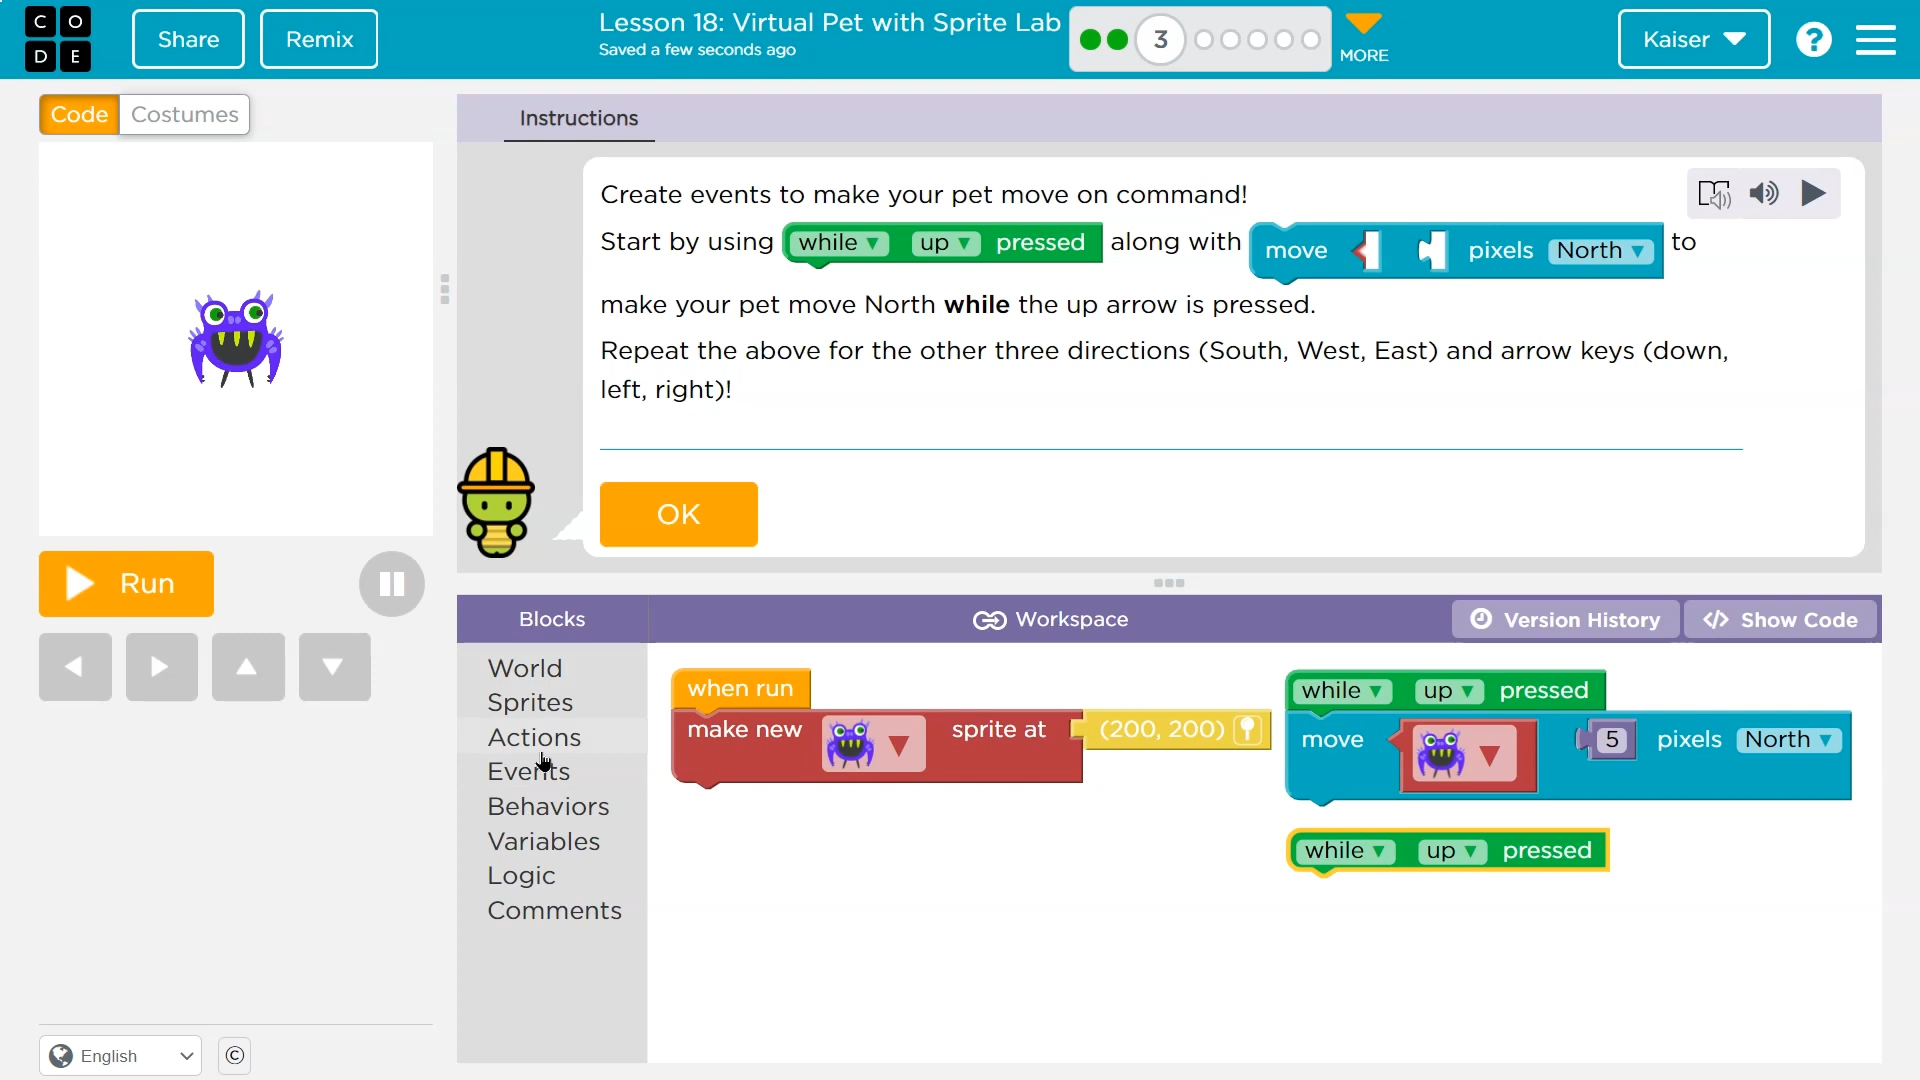 C O
D E
Share
Remix
Lesson 18: Virtual Pet with Sprite Lab
Saved a few seconds ago
3
MORE
Kaiser
?
Code
Costumes
Instructions
Create events to make your pet move on command!
Start by using while up pressed along with move pixels North to
make your pet move North while the up arrow is pressed.
Repeat the above for the other three directions (South, West, East) and arrow keys (down,
left, right)!
OK
Run
Blocks
Workspace
Version History
</> Show Code
World
Sprites
Actions
Events
Behaviors
Variables
Logic
Comments
when run
make new sprite at (200, 200)
while up pressed
move 5 pixels North
while up pressed
English
©